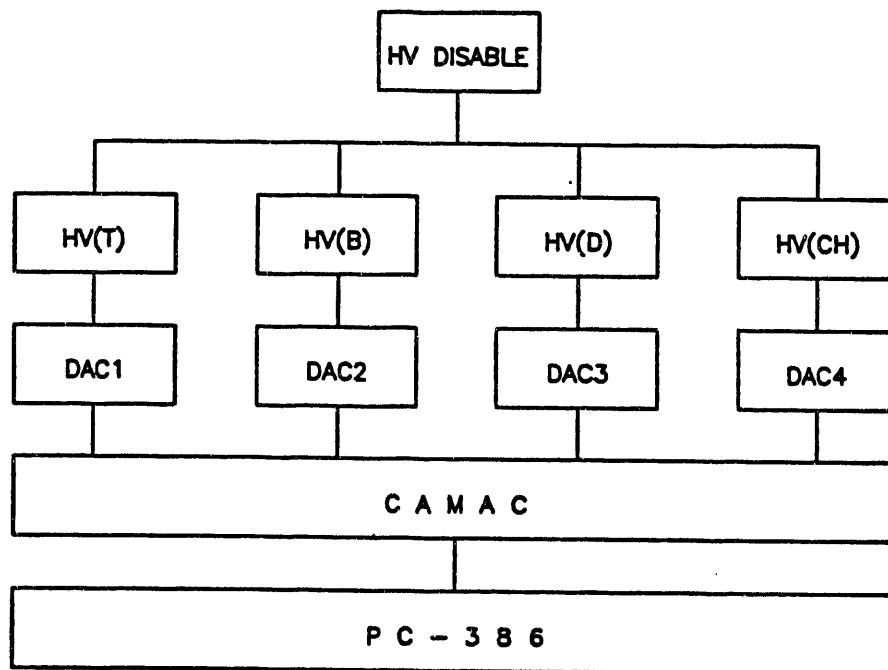 HV DISABLE
HV(T)
HV(B)
HV(D)
HV(CH)
DAC1
DAC2
DAC3
DAC4
C A M A C
P C - 3 8 6